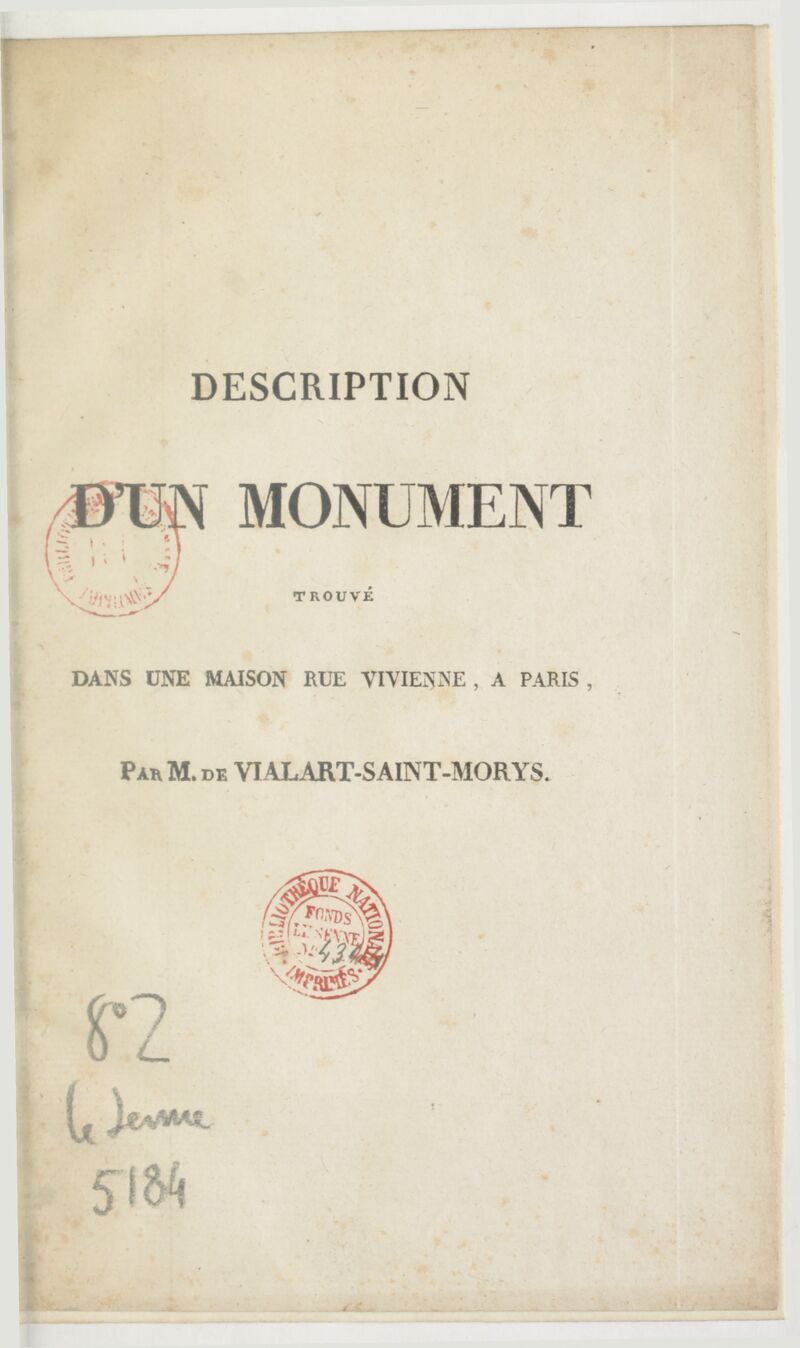 DESCRIPTION
D'UN MONUMENT
TROUVÉ
DANS UNE MAISON RUE VIVIENNE, A PARIS,
PAR M. DE VIALART-SAINT-MORYS.
BIBLIOTHÈQUE NATIONALE
FONDS
LE SENNE
IMPRIMÉS.
8° Z
Le Senne
5184